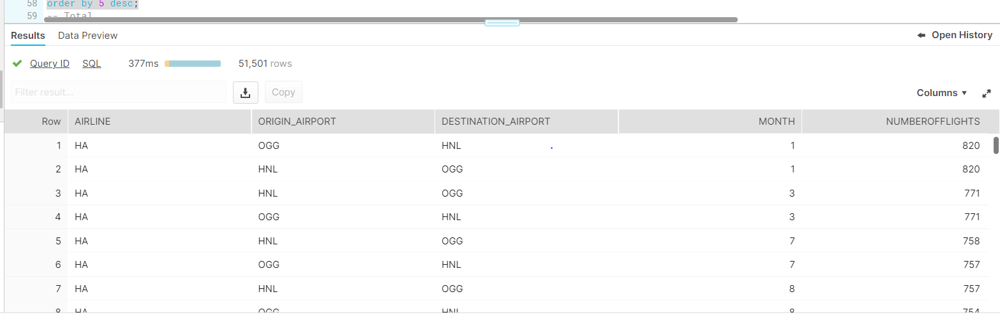 58 order by 5 desc;
59 -- Total
Results Data Preview Open History
Query ID SQL 377ms 51,501 rows
Filter result... Copy Columns
Row AIRLINE ORIGIN_AIRPORT DESTINATION_AIRPORT MONTH NUMBEROFFLIGHTS
1 HA OGG HNL 1 820
2 HA HNL OGG 1 820
3 HA HNL OGG 3 771
4 HA OGG HNL 3 771
5 HA HNL OGG 7 758
6 HA OGG HNL 7 757
7 HA HNL OGG 8 757
8 HA OGG HNL 8 754